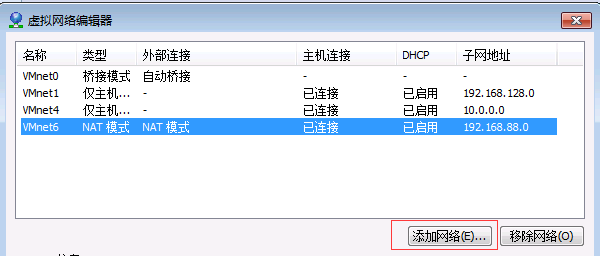 虚拟网络编辑器
名称 类型 外部连接 主机连接 DHCP 子网地址
VMnet0 桥接模式 自动桥接 - - -
VMnet1 仅主机... - 已连接 已启用 192.168.128.0
VMnet4 仅主机... - 已连接 已启用 10.0.0.0
VMnet6 NAT 模式 NAT 模式 已连接 已启用 192.168.88.0
添加网络(E)... 移除网络(O)